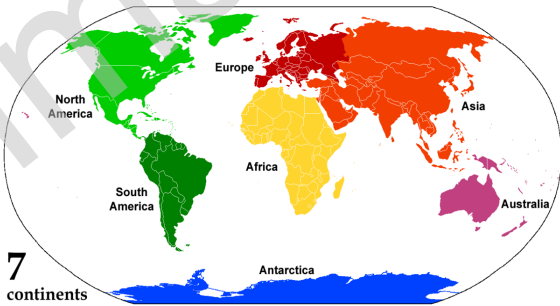 Europe
North
America
Asia
Africa
South
America
Australia
Antarctica
7
continents